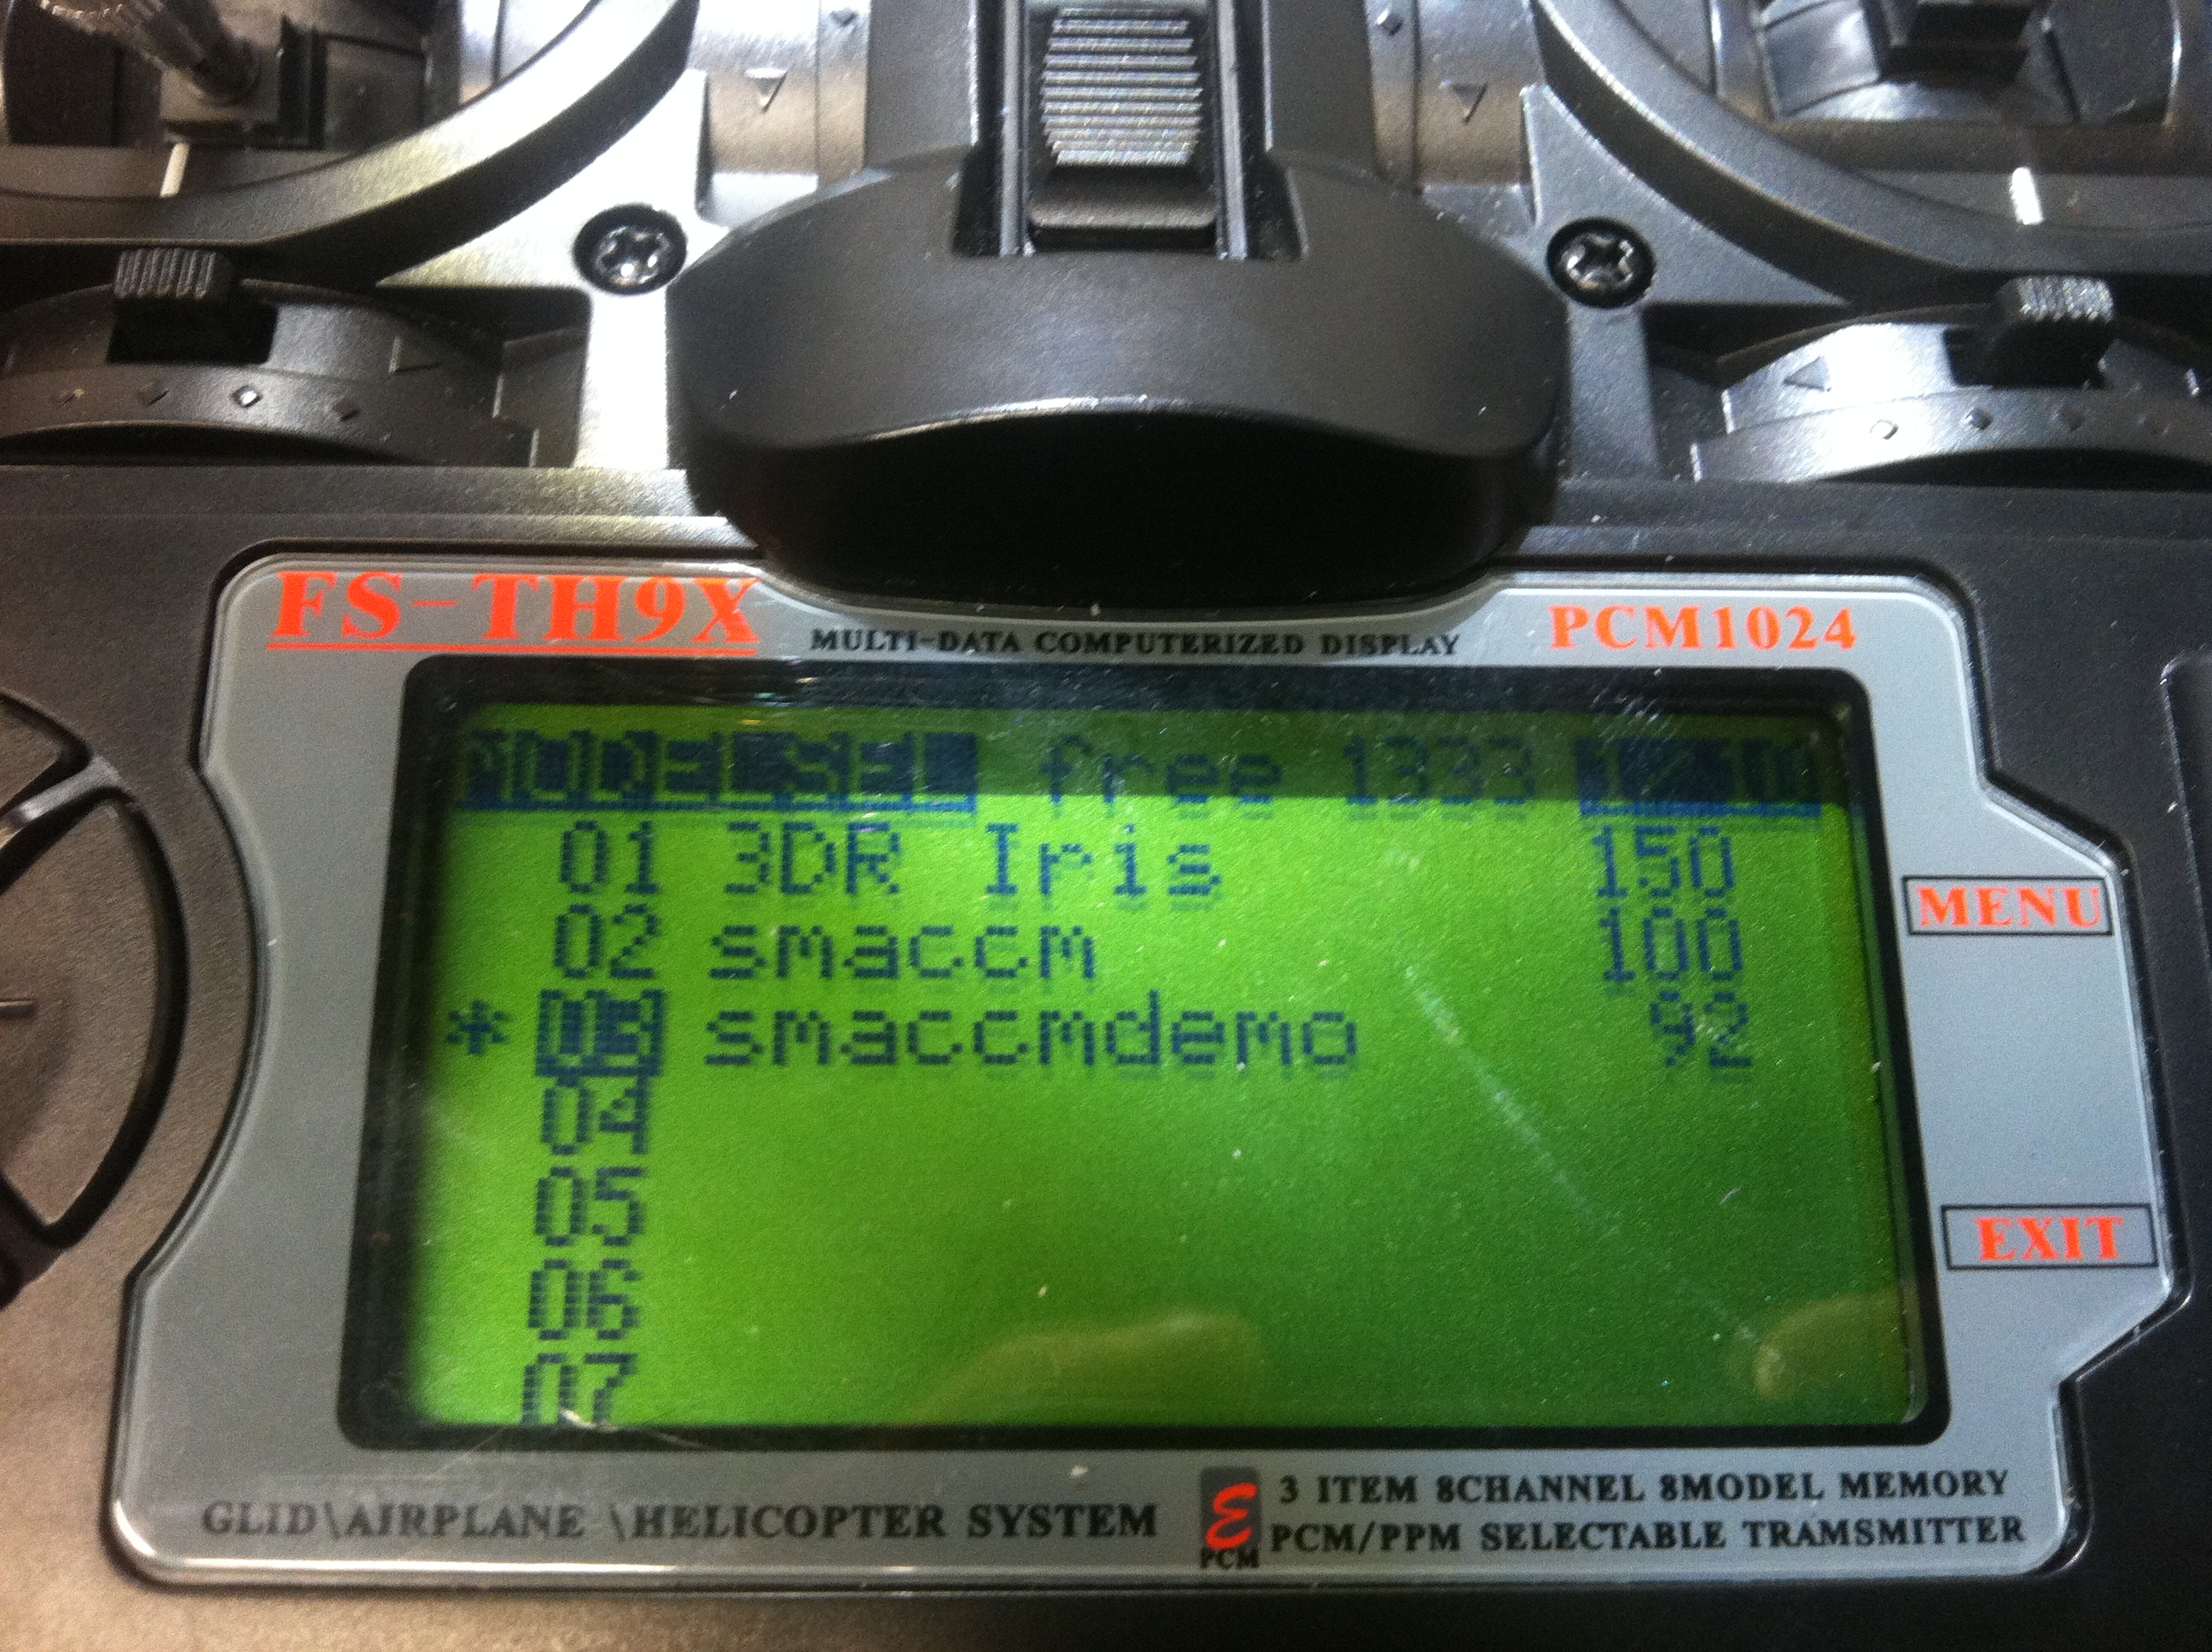 FS-TH9X
MULTI-DATA COMPUTERIZED DISPLAY
PCM1024
MODELSEL free 1333 1/10
01 3DR Iris 150
02 smaccm 100
* 03 smaccmdemo 92
04
05
06
07
MENU
EXIT
GLID\AIRPLANE \HELICOPTER SYSTEM
ε PCM
3 ITEM 8CHANNEL 8MODEL MEMORY
PCM/PPM SELECTABLE TRAMSMITTER